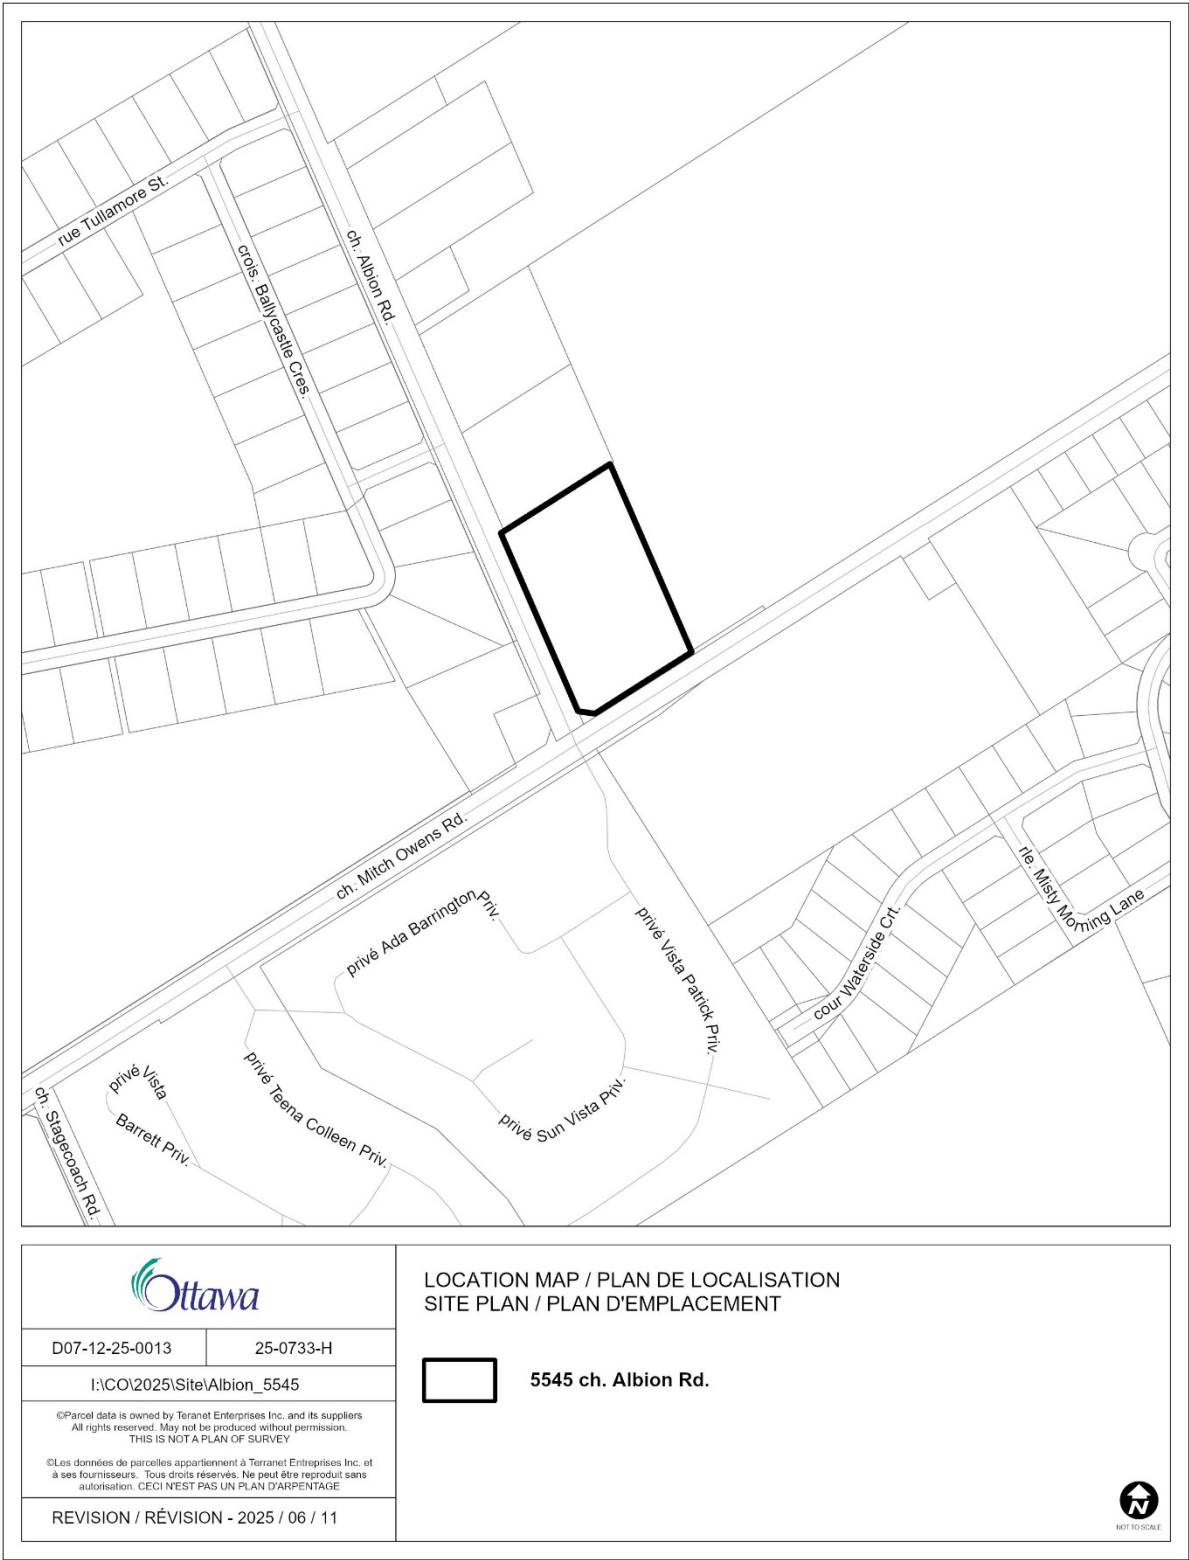 rue Tullamore St.
crois. Ballycastle Cres.
ch. Albion Rd.
ch. Mitch Owens Rd.
privé Ada Barrington Priv.
privé Vista Patrick Priv.
rle. Misty Morning Lane
cour Waterside Crt.
privé Vista
Barrett Priv.
privé Teena Colleen Priv.
privé Sun Vista Priv.
ch. Stagecoach Rd.
Ottawa
D07-12-25-0013
25-0733-H
I:\CO\2025\Site\Albion_5545
©Parcel data is owned by Teranet Enterprises Inc. and its suppliers
All rights reserved. May not be produced without permission.
THIS IS NOT A PLAN OF SURVEY
©Les données de parcelles appartiennent à Terranet Entreprises Inc. et
à ses fournisseurs. Tous droits réservés. Ne peut être reproduit sans
autorisation. CECI N'EST PAS UN PLAN D'ARPENTAGE
REVISION / RÉVISION - 2025 / 06 / 11
LOCATION MAP / PLAN DE LOCALISATION
SITE PLAN / PLAN D'EMPLACEMENT
5545 ch. Albion Rd.
N
NOT TO SCALE